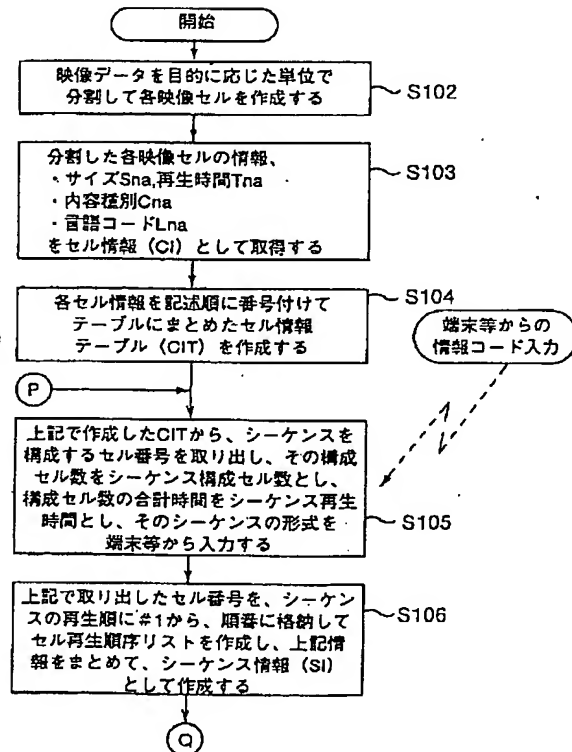 開始
映像データを目的に応じた単位で
分割して各映像セルを作成する
S102
分割した各映像セルの情報、
・サイズSna,再生時間Tna
・内容種別Cna
・言語コードLna
をセル情報（CI）として取得する
S103
各セル情報を記述順に番号付けて
テーブルにまとめたセル情報
テーブル（CIT）を作成する
S104
端末等からの
情報コード入力
P
上記で作成したCITから、シーケンスを
構成するセル番号を取り出し、その構成
セル数をシーケンス構成セル数とし、
構成セル数の合計時間をシーケンス再生
時間とし、そのシーケンスの形式を
端末等から入力する
S105
上記で取り出したセル番号を、シーケン
スの再生順に#1から、順番に格納して
セル再生順序リストを作成し、上記情
報をまとめて、シーケンス情報（SI）
として作成する
S106
Q